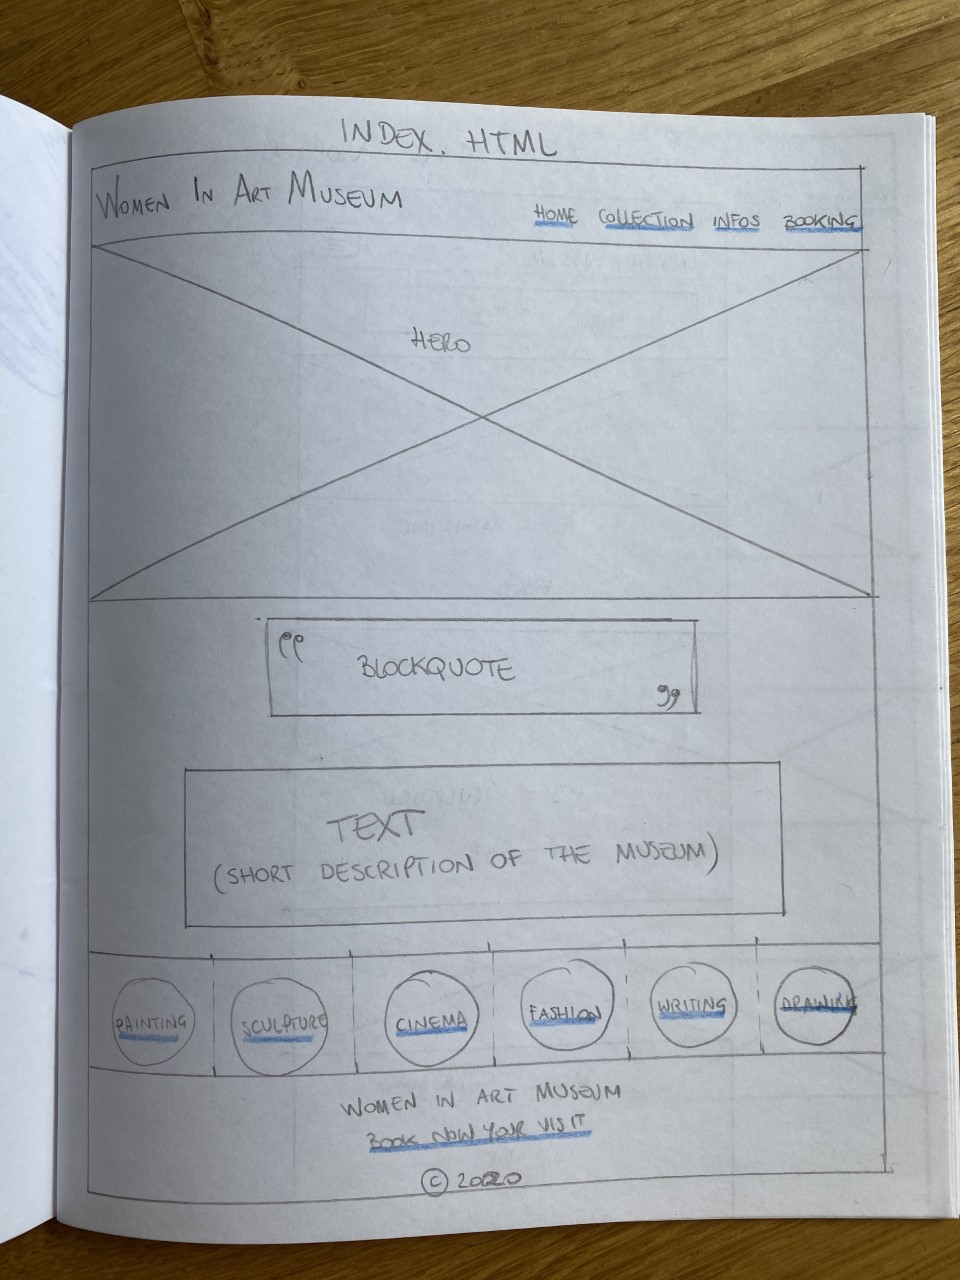 INDEX. HTML
WOMEN IN ART MUSEUM
HOME COLLECTION INFOS BOOKING
HERO
BLOCKQUOTE
TEXT
(SHORT DESCRIPTION OF THE MUSEUM)
PAINTING SCULPTURE CINEMA FASHION WRITING DRAWING
WOMEN IN ART MUSEUM
BOOK NOW YOUR VISIT
© 2020